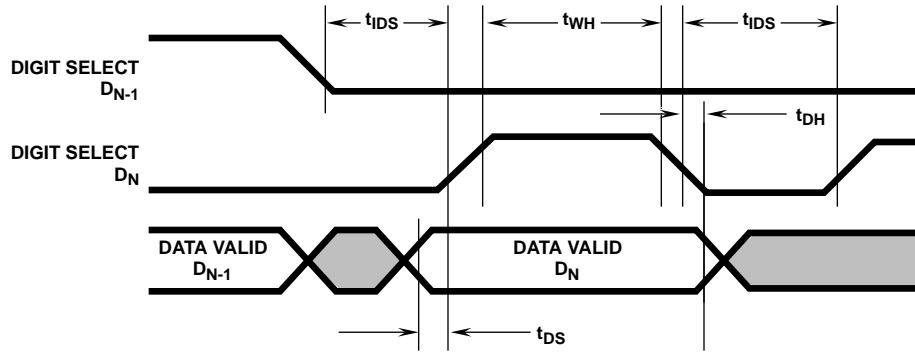 tIDS
tWH
tIDS
DIGIT SELECT
DN-1
tDH
DIGIT SELECT
DN
DATA VALID
DN-1
DATA VALID
DN
tDS